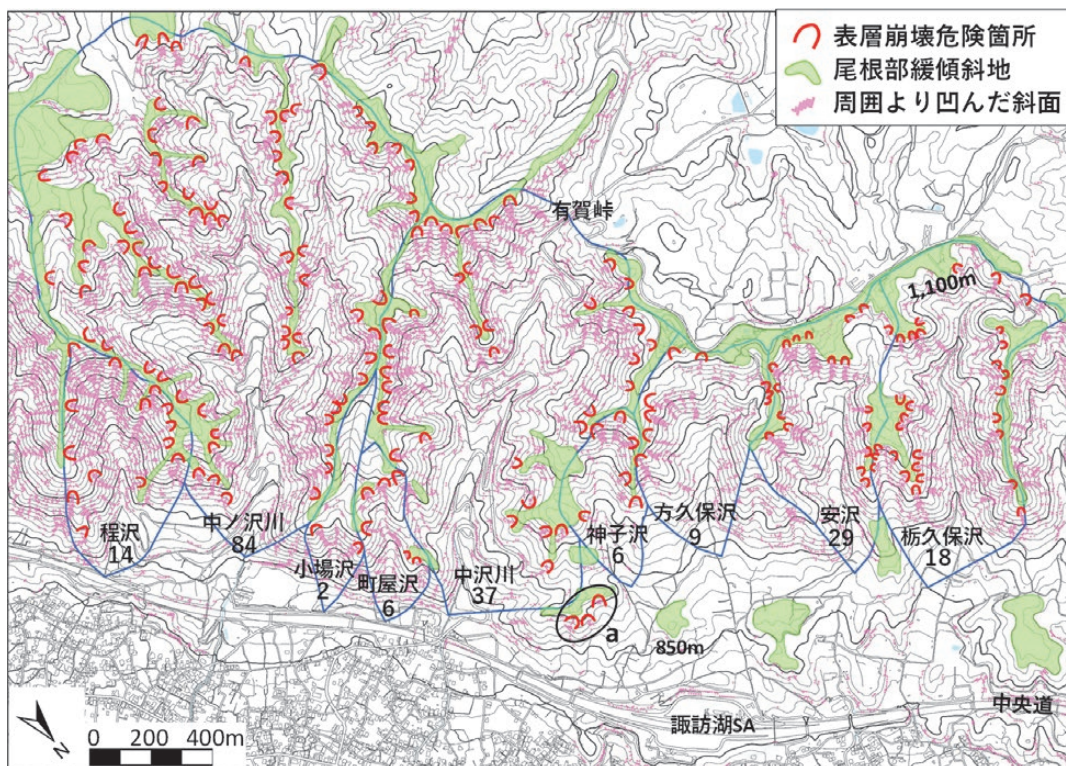 表層崩壊危険箇所
尾根部緩傾斜地
周囲より凹んだ斜面
有賀峠
1,100m
程沢
14
中ノ沢川
84
小場沢
2
町屋沢
6
中沢川
37
神子沢
6
方久保沢
9
安沢
29
栃久保沢
18
a
850m
諏訪湖SA
中央道
N
0 200 400m